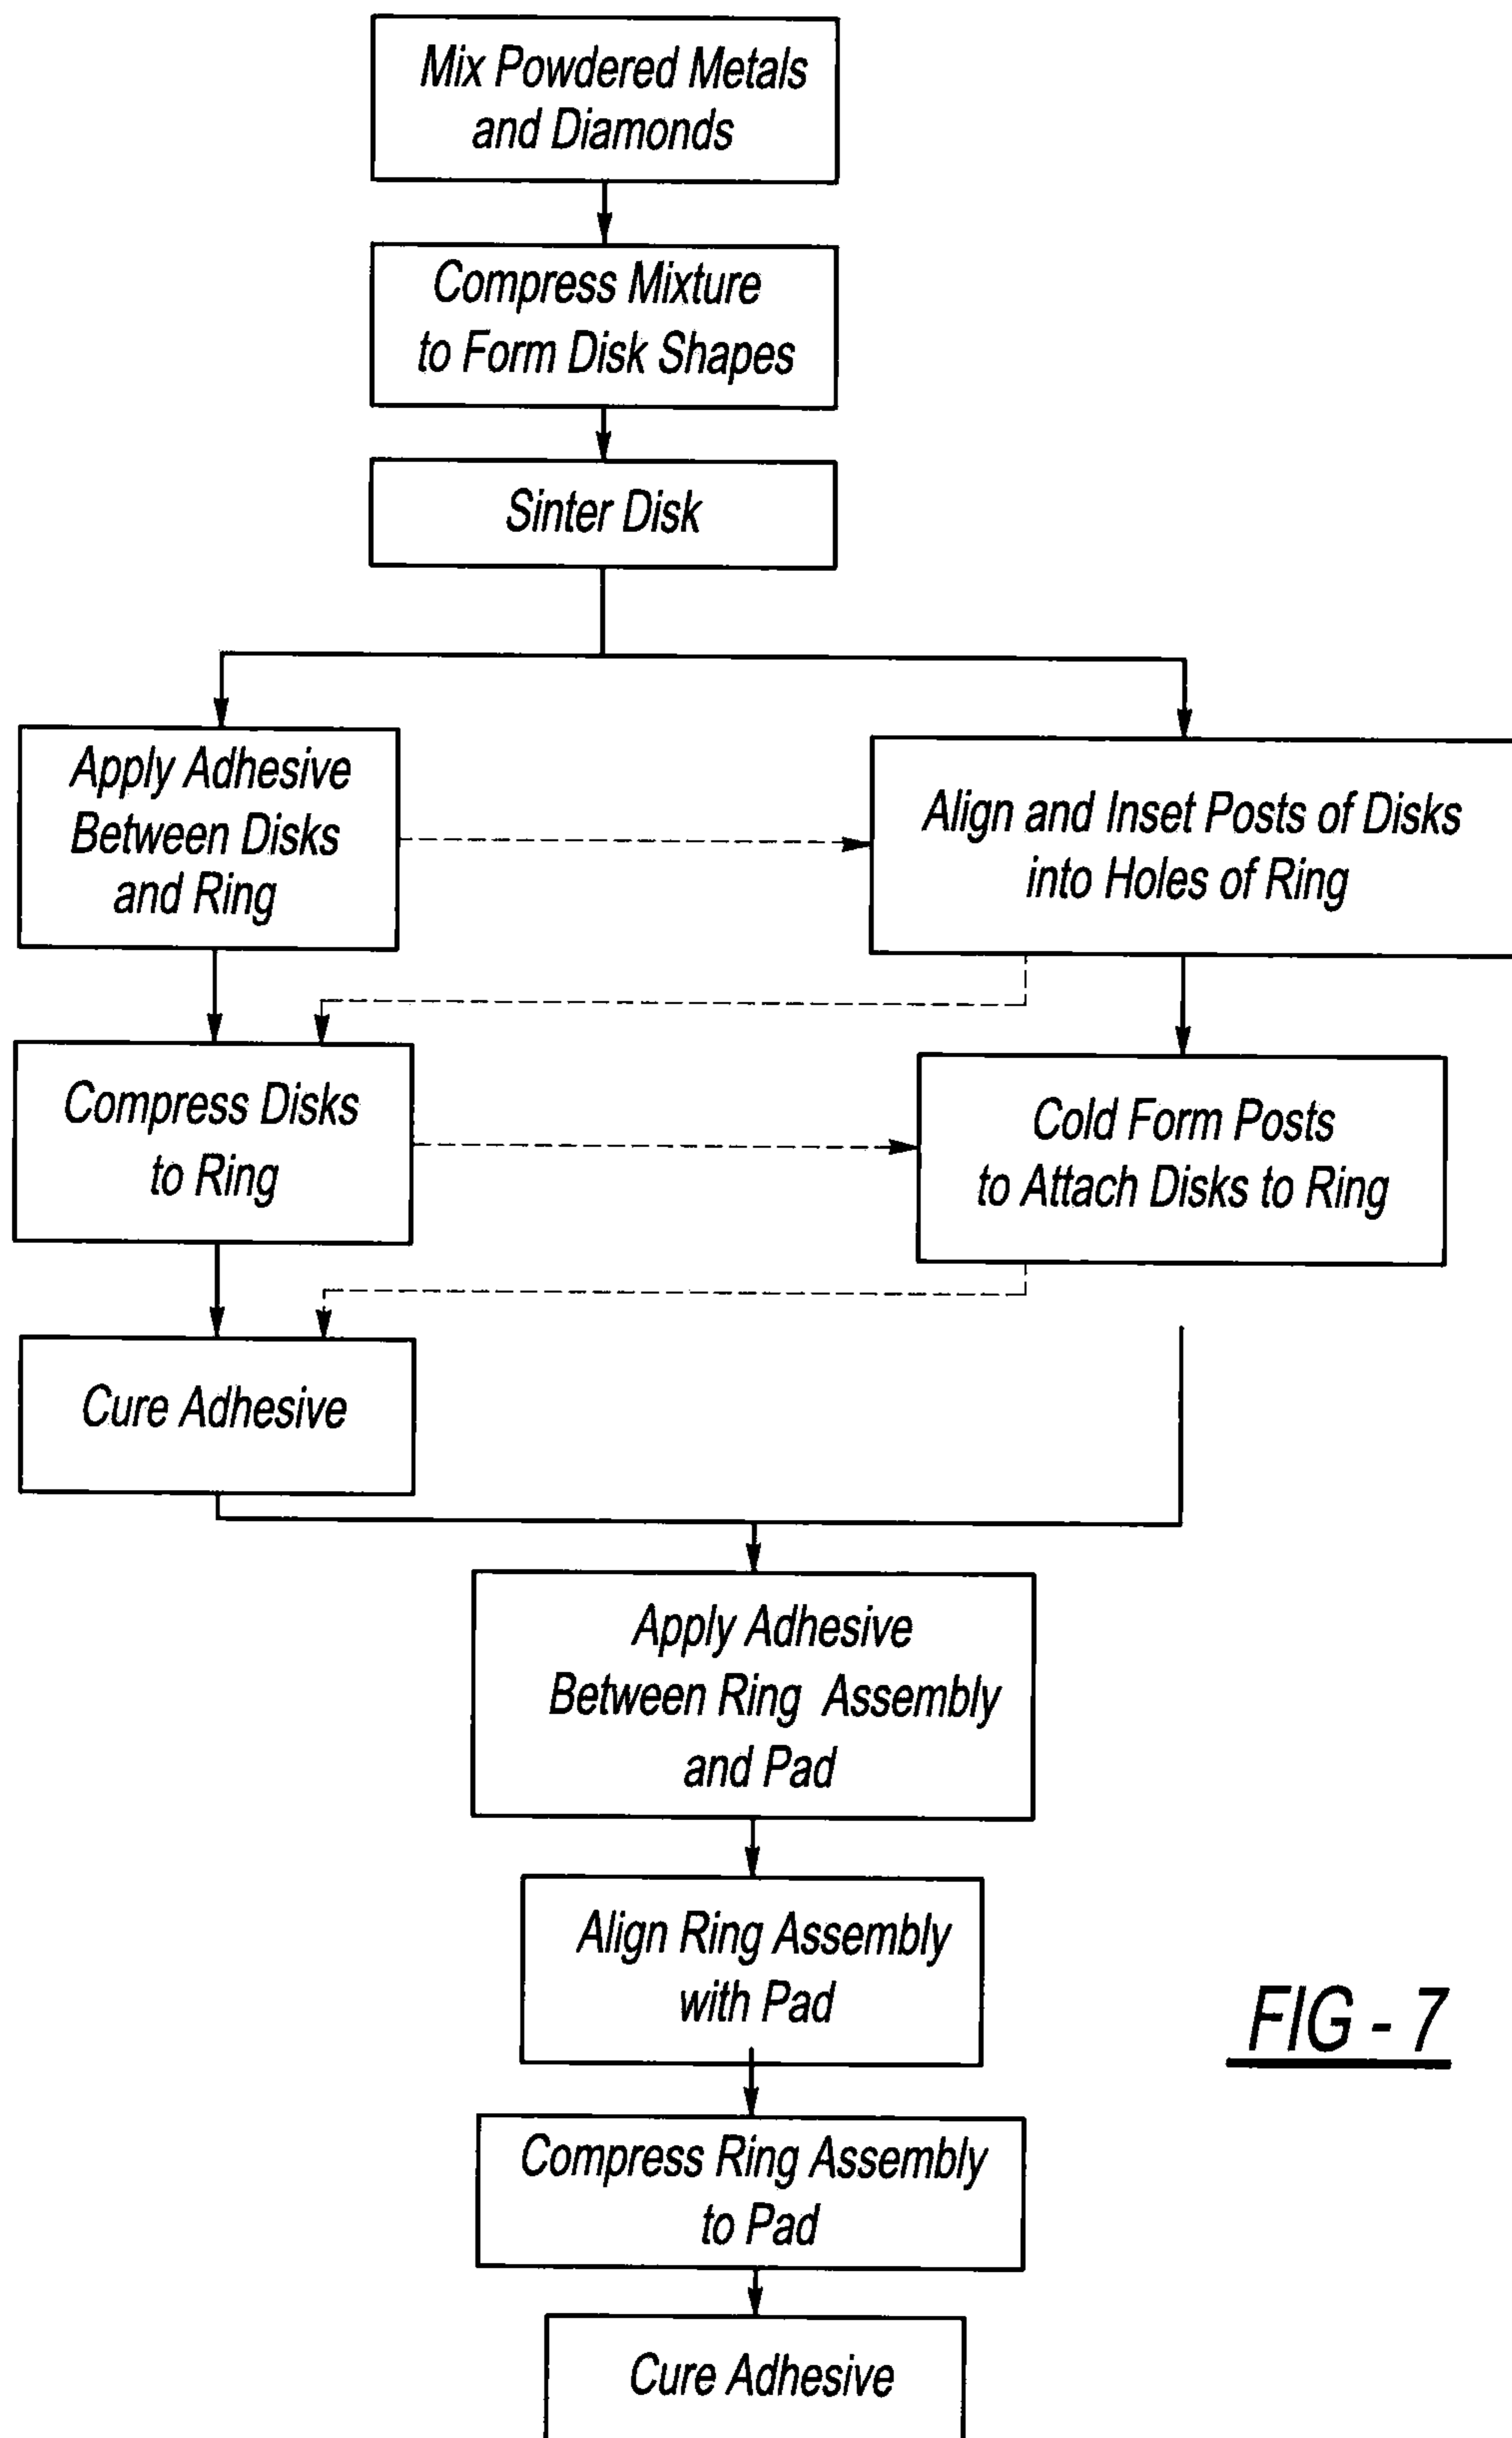 Mix Powdered Metals
and Diamonds
Compress Mixture
to Form Disk Shapes
Sinter Disk
Apply Adhesive
Between Disks
and Ring
Align and Inset Posts of Disks
into Holes of Ring
Compress Disks
to Ring
Cold Form Posts
to Attach Disks to Ring
Cure Adhesive
Apply Adhesive
Between Ring Assembly
and Pad
Align Ring Assembly
with Pad
FIG - 7
Compress Ring Assembly
to Pad
Cure Adhesive